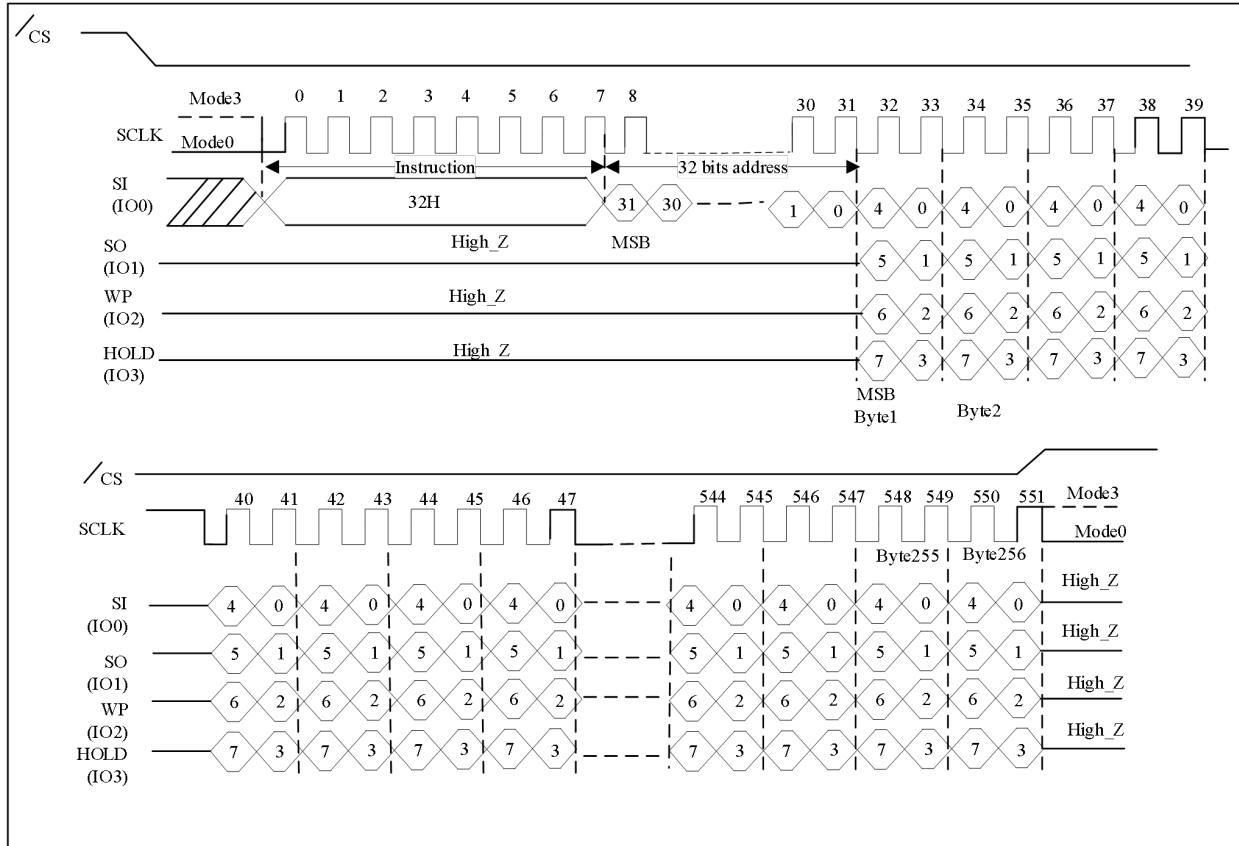 /CS
Mode3 0 1 2 3 4 5 6 7 8 30 31 32 33 34 35 36 37 38 39
SCLK Mode0
Instruction 32 bits address
SI
(IO0) 32H 31 30 1 0 4 0 4 0 4 0 4 0
MSB
SO
(IO1) High_Z 5 1 5 1 5 1 5 1
WP
(IO2) High_Z 6 2 6 2 6 2 6 2
HOLD
(IO3) High_Z 7 3 7 3 7 3 7 3
MSB
Byte1 Byte2
/CS
40 41 42 43 44 45 46 47 544 545 546 547 548 549 550 551 Mode3
SCLK Mode0
Byte255 Byte256
SI
(IO0) 4 0 4 0 4 0 4 0 4 0 4 0 4 0 4 0 High_Z
SO
(IO1) 5 1 5 1 5 1 5 1 5 1 5 1 5 1 5 1 High_Z
WP
(IO2) 6 2 6 2 6 2 6 2 6 2 6 2 6 2 6 2 High_Z
HOLD
(IO3) 7 3 7 3 7 3 7 3 7 3 7 3 7 3 7 3 High_Z